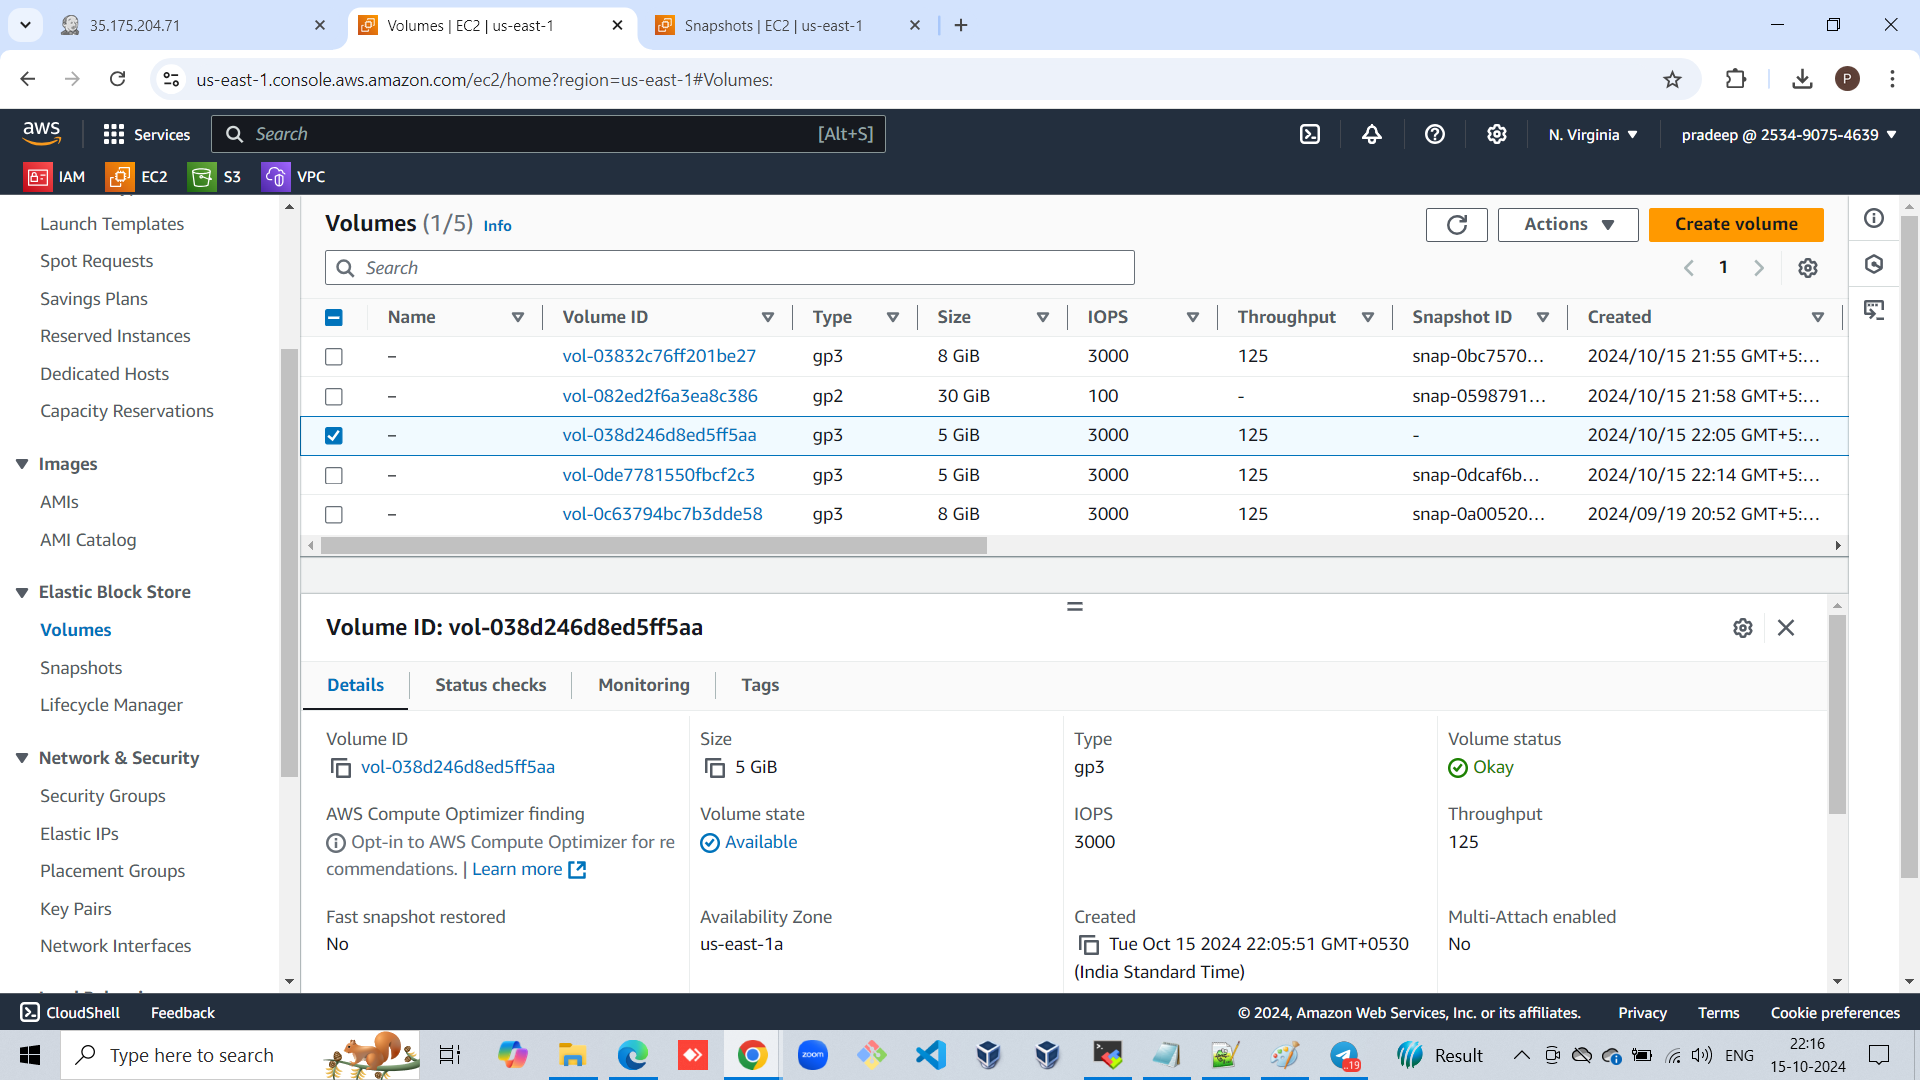 35.175.204.71
Volumes | EC2 | us-east-1
Snapshots | EC2 | us-east-1
us-east-1.console.aws.amazon.com/ec2/home?region=us-east-1#Volumes:
P
aws
Services
Search
[Alt+S]
N. Virginia
pradeep @ 2534-9075-4639
IAM
EC2
S3
VPC
Launch Templates
Spot Requests
Savings Plans
Reserved Instances
Dedicated Hosts
Capacity Reservations
Images
AMIs
AMI Catalog
Elastic Block Store
Volumes
Snapshots
Lifecycle Manager
Network & Security
Security Groups
Elastic IPs
Placement Groups
Key Pairs
Network Interfaces
Volumes (1/5) Info
Actions
Create volume
Search
1
Name Volume ID Type Size IOPS Throughput Snapshot ID Created
– vol-03832c76ff201be27 gp3 8 GiB 3000 125 snap-0bc7570... 2024/10/15 21:55 GMT+5:...
– vol-082ed2f6a3ea8c386 gp2 30 GiB 100 - snap-0598791... 2024/10/15 21:58 GMT+5:...
– vol-038d246d8ed5ff5aa gp3 5 GiB 3000 125 - 2024/10/15 22:05 GMT+5:...
– vol-0de7781550fbcf2c3 gp3 5 GiB 3000 125 snap-0dcaf6b... 2024/10/15 22:14 GMT+5:...
– vol-0c63794bc7b3dde58 gp3 8 GiB 3000 125 snap-0a00520... 2024/09/19 20:52 GMT+5:...
Volume ID: vol-038d246d8ed5ff5aa
Details
Status checks
Monitoring
Tags
Volume ID
vol-038d246d8ed5ff5aa
Size
5 GiB
Type
gp3
Volume status
Okay
AWS Compute Optimizer finding
Opt-in to AWS Compute Optimizer for re
commendations. | Learn more
Volume state
Available
IOPS
3000
Throughput
125
Fast snapshot restored
No
Availability Zone
us-east-1a
Created
Tue Oct 15 2024 22:05:51 GMT+0530
(India Standard Time)
Multi-Attach enabled
No
CloudShell
Feedback
© 2024, Amazon Web Services, Inc. or its affiliates.
Privacy
Terms
Cookie preferences
Type here to search
zoom
..19
Result
ENG
22:16
15-10-2024